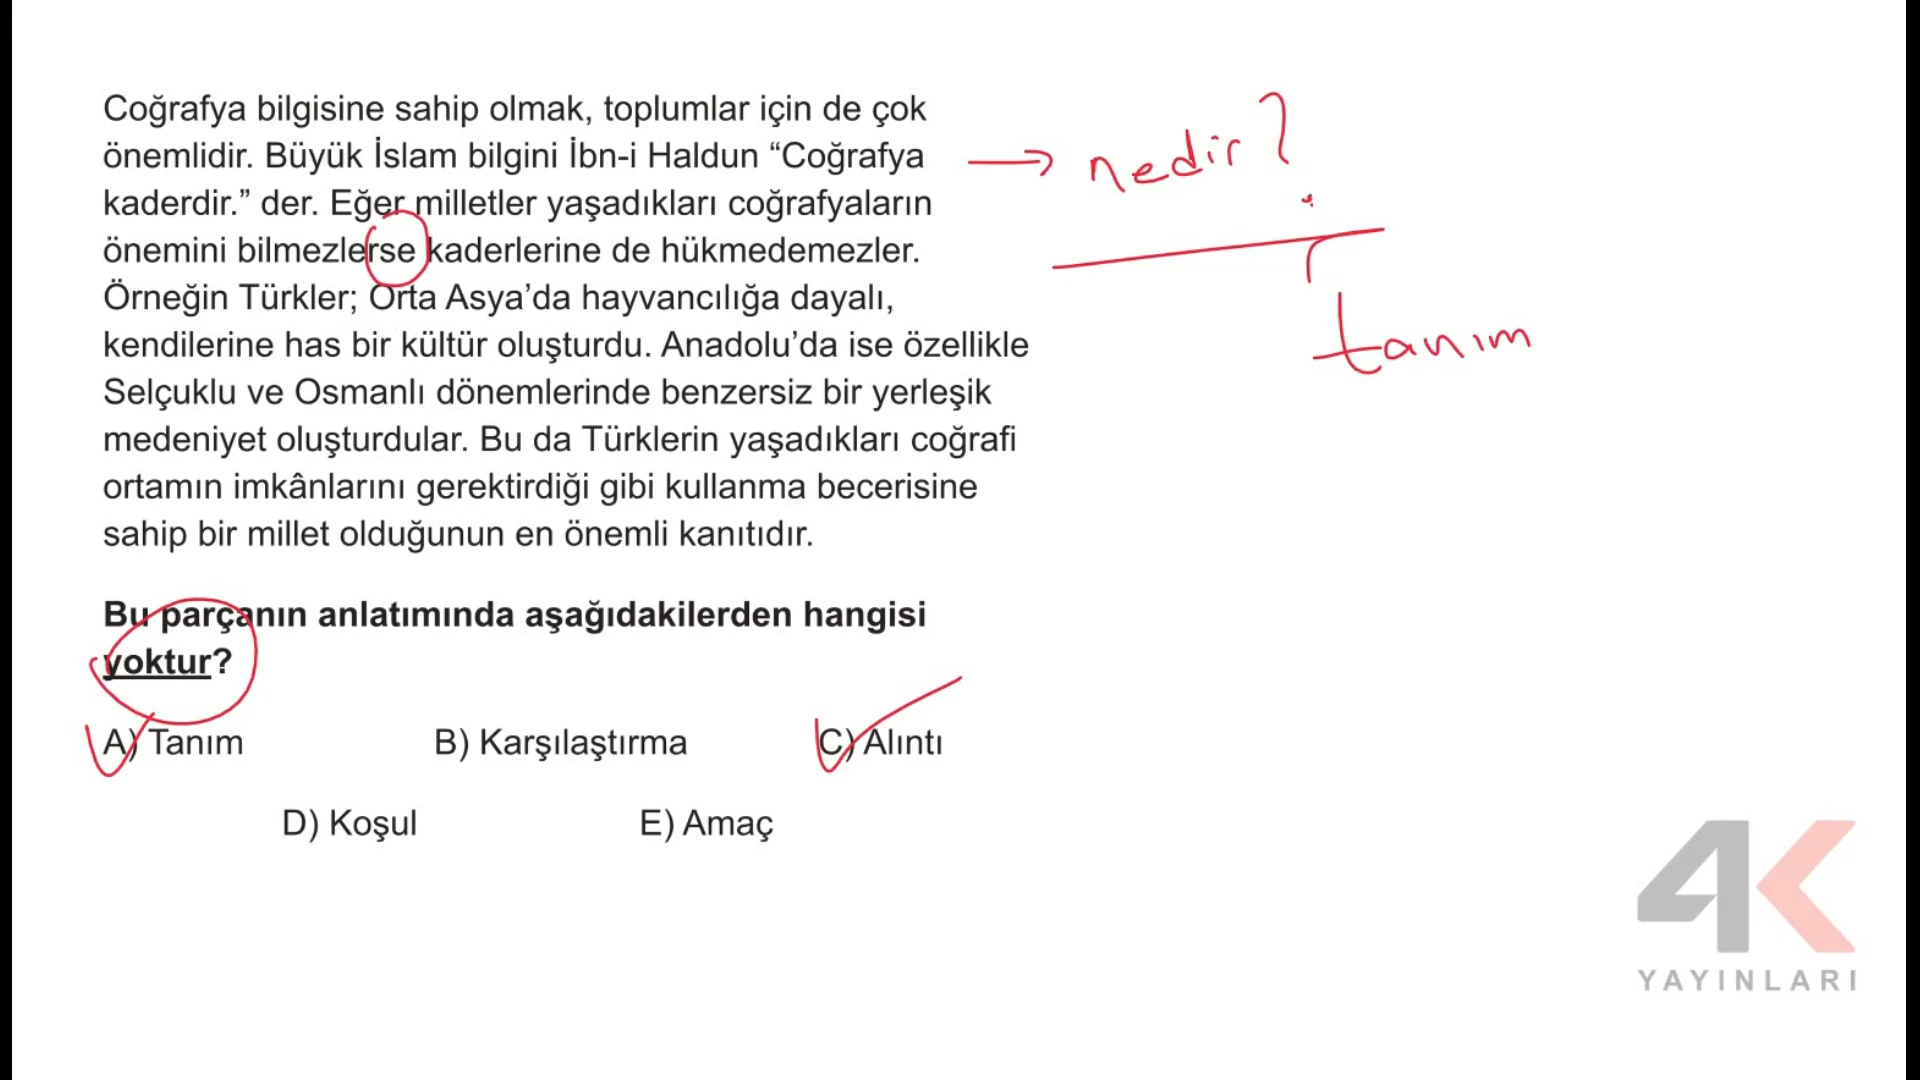 Coğrafya bilgisine sahip olmak, toplumlar için de çok
önemlidir. Büyük İslam bilgini İbn-i Haldun “Coğrafya
kaderdir.” der. Eğer milletler yaşadıkları coğrafyaların
önemini bilmezlerse kaderlerine de hükmedemezler.
Örneğin Türkler; Orta Asya’da hayvancılığa dayalı,
kendilerine has bir kültür oluşturdu. Anadolu’da ise özellikle
Selçuklu ve Osmanlı dönemlerinde benzersiz bir yerleşik
medeniyet oluşturdular. Bu da Türklerin yaşadıkları coğrafi
ortamın imkânlarını gerektirdiği gibi kullanma becerisine
sahip bir millet olduğunun en önemli kanıtıdır.
Bu parçanın anlatımında aşağıdakilerden hangisi
yoktur?
A) Tanım B) Karşılaştırma C) Alıntı
D) Koşul E) Amaç
nedir?
tanım
4K
YAYINLARI